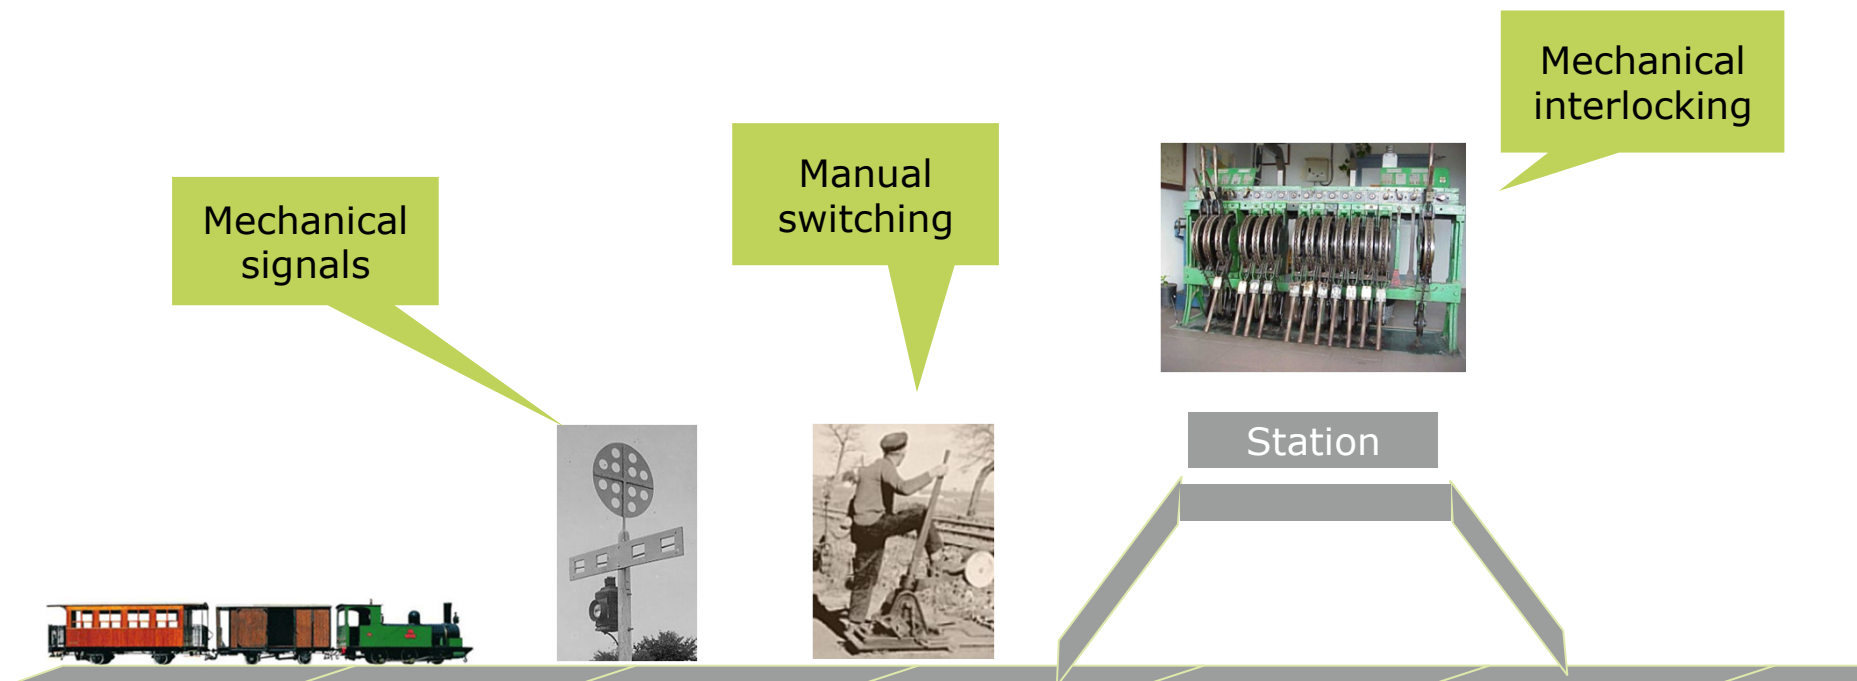 Mechanical
signals
Manual
switching
Mechanical
interlocking
Station